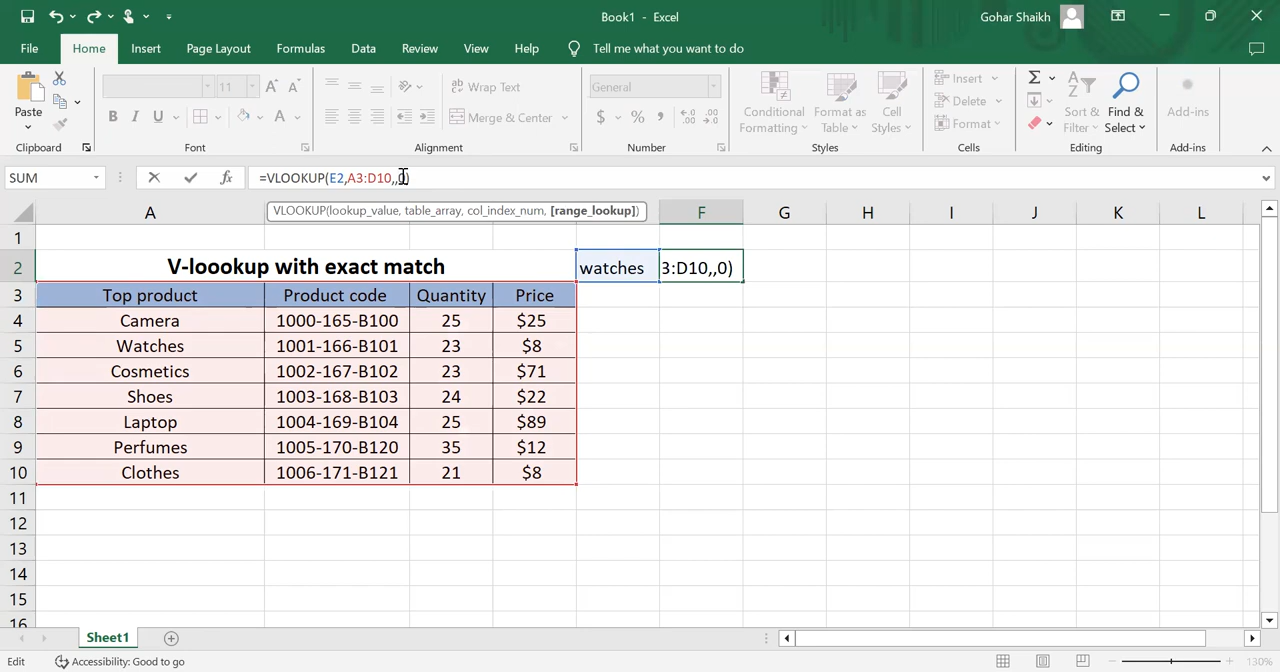 Book1 - Excel
Gohar Shaikh
File Home Insert Page Layout Formulas Data Review View Help Tell me what you want to do
Paste
Clipboard
11
B I U A
Font
Wrap Text
Merge & Center
Alignment
General
$ % ,
Number
Conditional Formatting
Format as Table
Cell Styles
Styles
Insert
Delete
Format
Cells
Sort & Filter
Find & Select
Editing
Add-ins
Add-ins
SUM
fx
=VLOOKUP(E2,A3:D10,,0)
VLOOKUP(lookup_value, table_array, col_index_num, [range_lookup])
A F G H I J K L
1
2 V-loookup with exact match watches 3:D10,,0)
3 Top product Product code Quantity Price
4 Camera 1000-165-B100 25 $25
5 Watches 1001-166-B101 23 $8
6 Cosmetics 1002-167-B102 23 $71
7 Shoes 1003-168-B103 24 $22
8 Laptop 1004-169-B104 25 $89
9 Perfumes 1005-170-B120 35 $12
10 Clothes 1006-171-B121 21 $8
11
12
13
14
15
16
Sheet1
Edit Accessibility: Good to go 130%